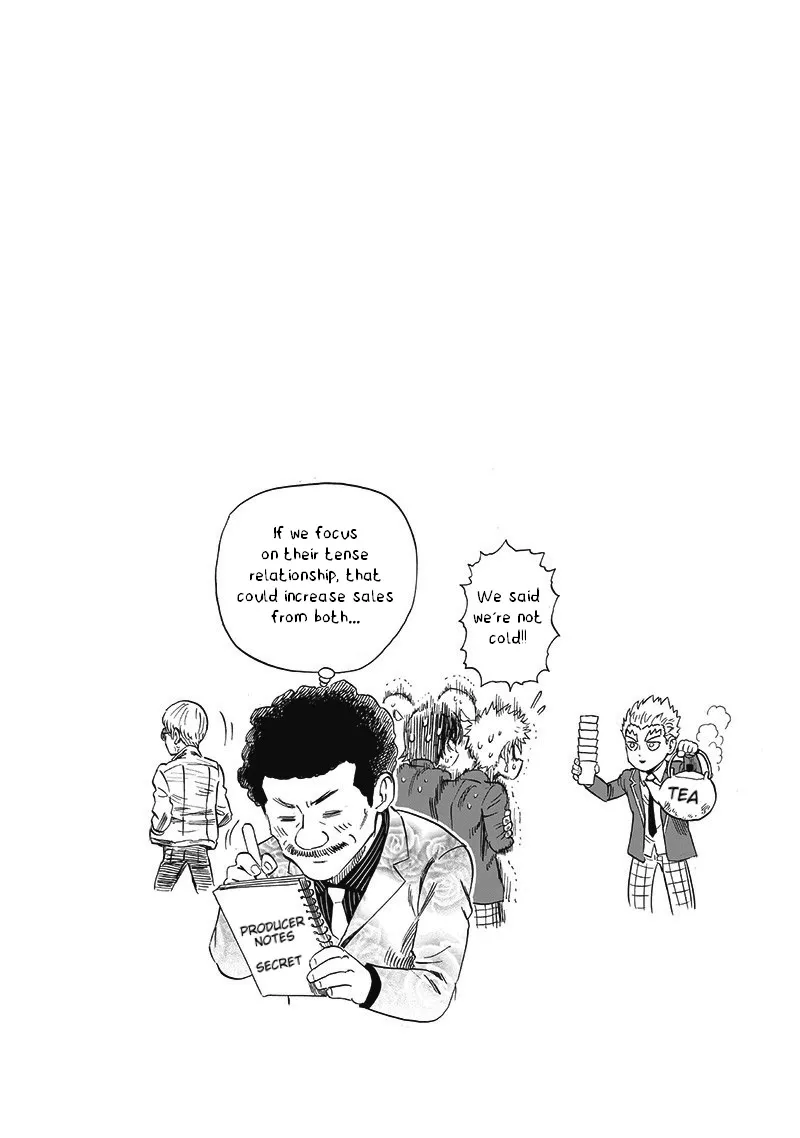 If we focus
on their tense
relationship, that
could increase sales
from both...
We said
we're not
cold!!
TEA
PRODUCER
NOTES
SECRET